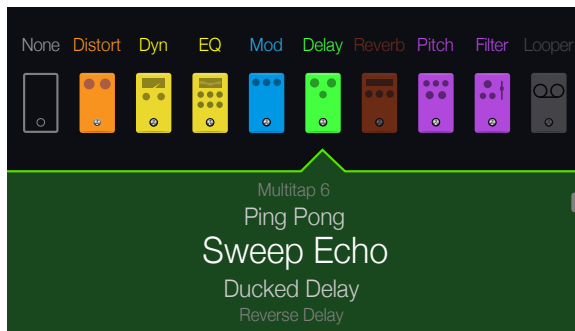 None Distort Dyn EQ Mod Delay Reverb Pitch Filter Looper
Multitap 6
Ping Pong
Sweep Echo
Ducked Delay
Reverse Delay